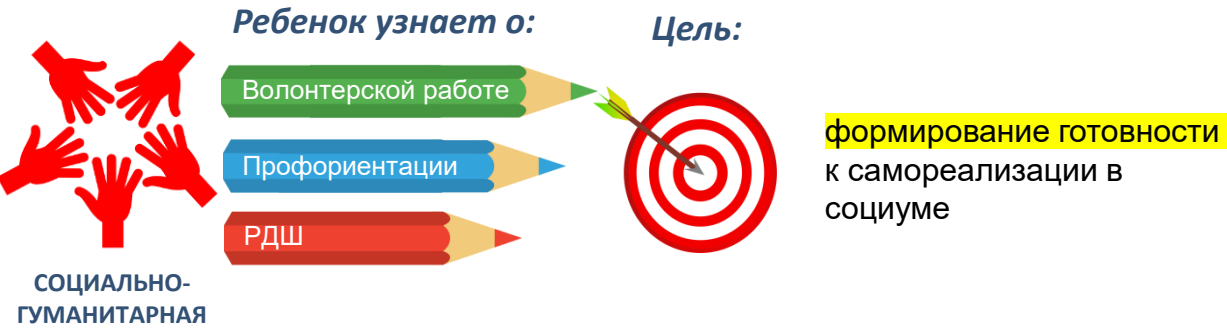 Ребенок узнает о:
Цель:
Волонтерской работе
Профориентации
РДШ
формирование готовности
к самореализации в
социуме
СОЦИАЛЬНО-
ГУМАНИТАРНАЯ